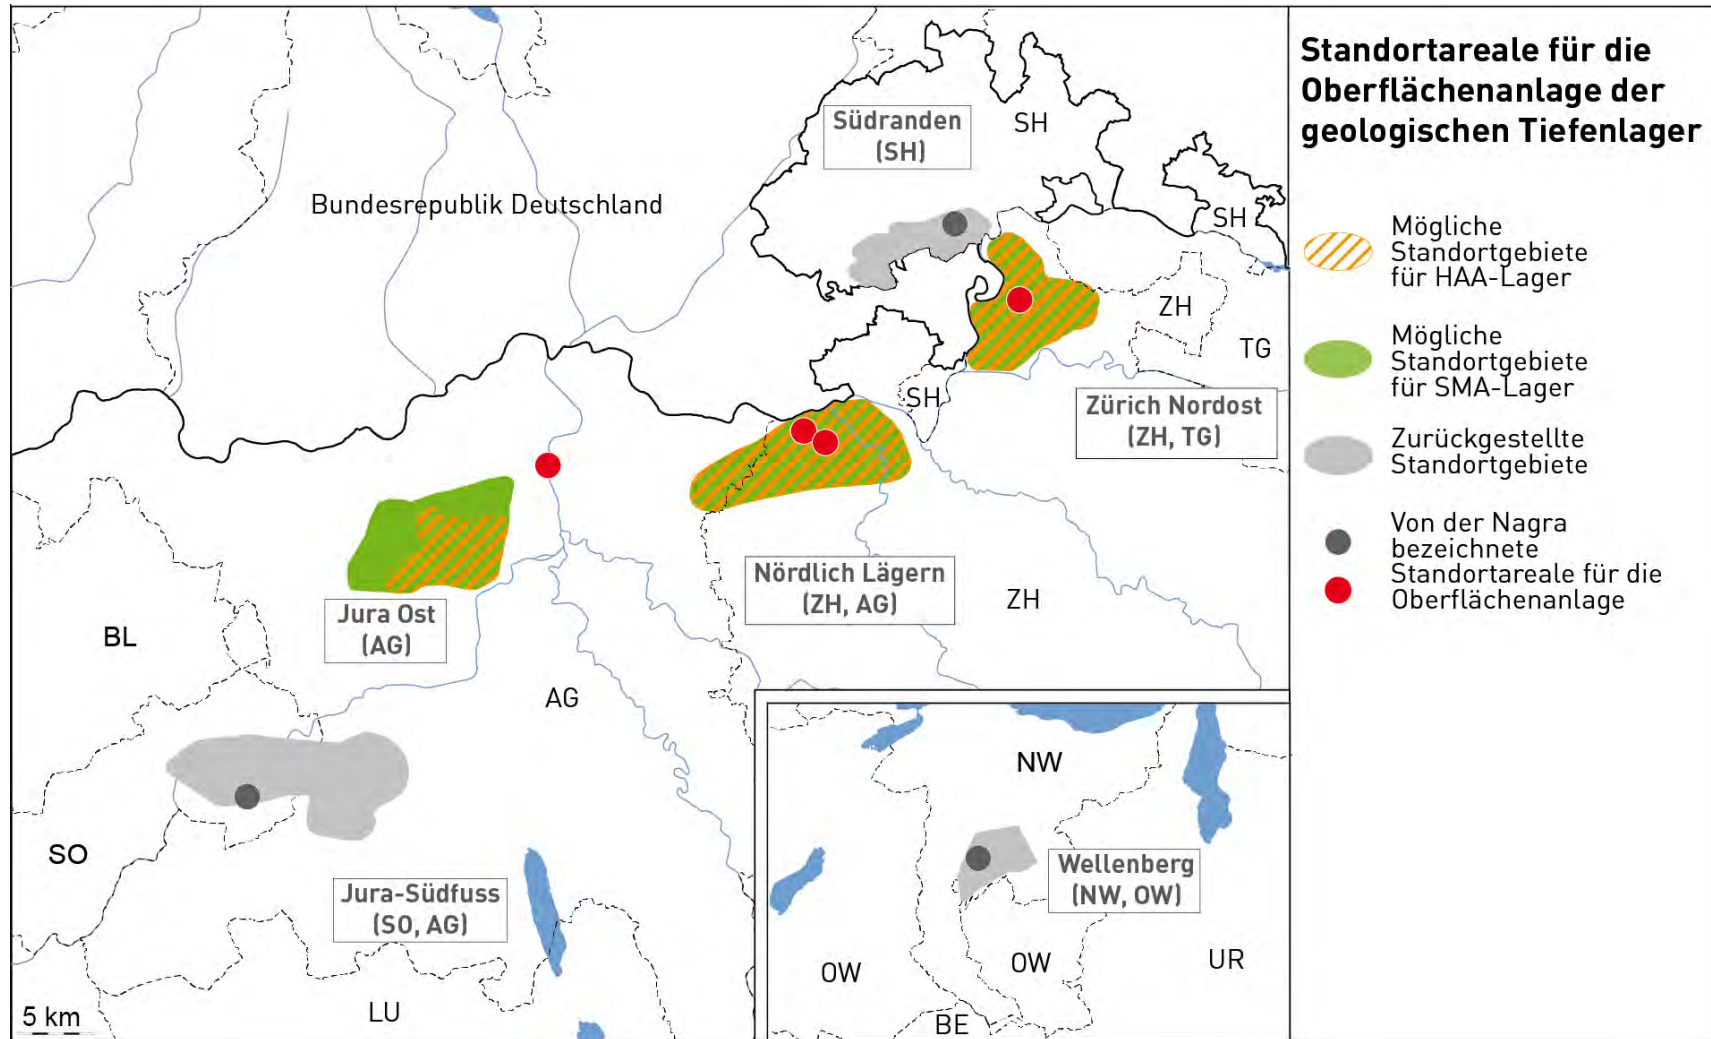 Standortareale für die
Oberflächenanlage der
geologischen Tiefenlager
Mögliche
Standortgebiete
für HAA-Lager
Mögliche
Standortgebiete
für SMA-Lager
Zurückgestellte
Standortgebiete
Von der Nagra
bezeichnete
Standortareale für die
Oberflächenanlage
Südranden
(SH)
SH
Bundesrepublik Deutschland
SH
ZH
TG
SH
Zürich Nordost
(ZH, TG)
Nördlich Lägern
(ZH, AG)
ZH
Jura Ost
(AG)
BL
AG
SO
Jura-Südfuss
(SO, AG)
LU
5 km
NW
Wellenberg
(NW, OW)
OW
OW
UR
BE